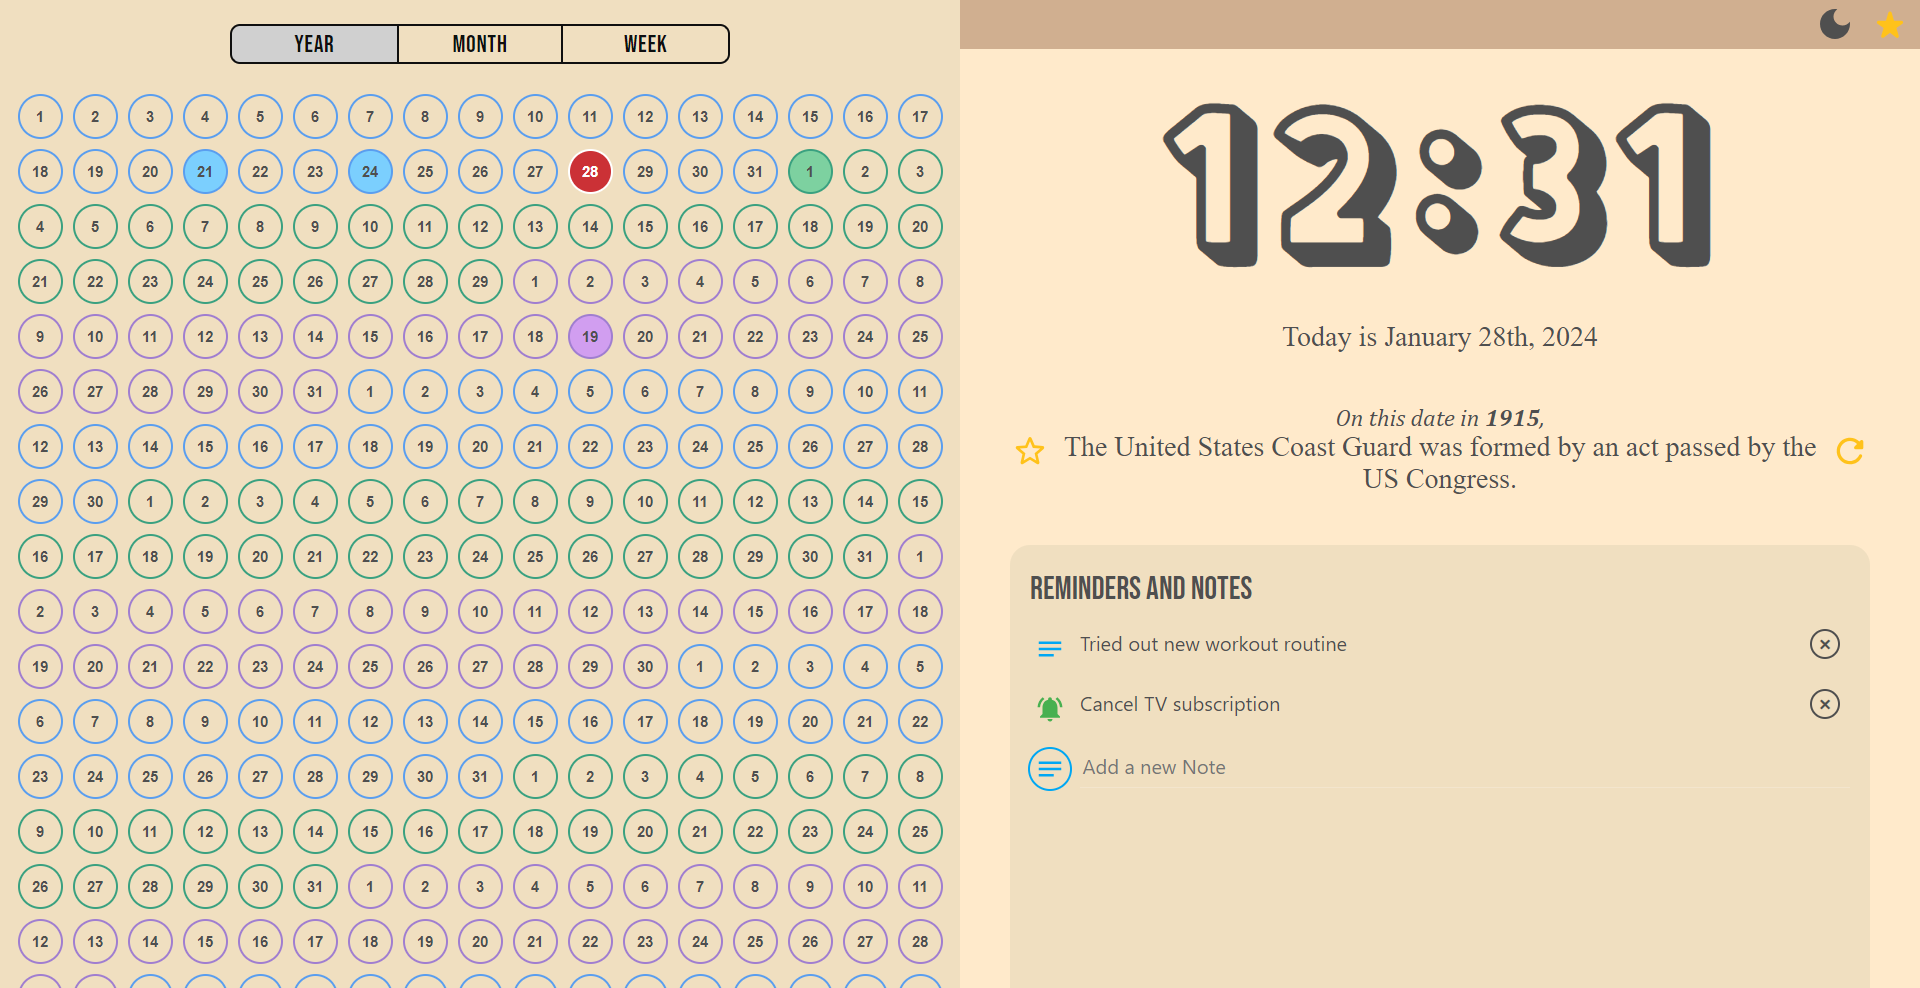 YEAR MONTH WEEK
1 2 3 4 5 6 7 8 9 10 11 12 13 14 15 16 17
18 19 20 21 22 23 24 25 26 27 28 29 30 31 1 2 3
4 5 6 7 8 9 10 11 12 13 14 15 16 17 18 19 20
21 22 23 24 25 26 27 28 29 1 2 3 4 5 6 7 8
9 10 11 12 13 14 15 16 17 18 19 20 21 22 23 24 25
26 27 28 29 30 31 1 2 3 4 5 6 7 8 9 10 11
12 13 14 15 16 17 18 19 20 21 22 23 24 25 26 27 28
29 30 1 2 3 4 5 6 7 8 9 10 11 12 13 14 15
16 17 18 19 20 21 22 23 24 25 26 27 28 29 30 31 1
2 3 4 5 6 7 8 9 10 11 12 13 14 15 16 17 18
19 20 21 22 23 24 25 26 27 28 29 30 1 2 3 4 5
6 7 8 9 10 11 12 13 14 15 16 17 18 19 20 21 22
23 24 25 26 27 28 29 30 31 1 2 3 4 5 6 7 8
9 10 11 12 13 14 15 16 17 18 19 20 21 22 23 24 25
26 27 28 29 30 31 1 2 3 4 5 6 7 8 9 10 11
12 13 14 15 16 17 18 19 20 21 22 23 24 25 26 27 28
12:31
Today is January 28th, 2024
On this date in 1915,
The United States Coast Guard was formed by an act passed by the
US Congress.
REMINDERS AND NOTES
Tried out new workout routine
Cancel TV subscription
Add a new Note